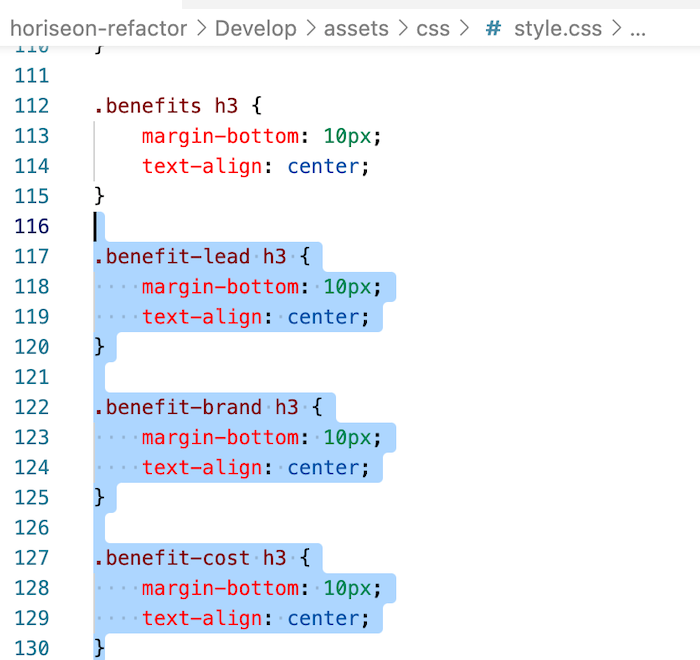 horiseon-refactor > Develop > assets > css > # style.css > ...
110 }
111
112 .benefits h3 {
113     margin-bottom: 10px;
114     text-align: center;
115 }
116
117 .benefit-lead h3 {
118     margin-bottom: 10px;
119     text-align: center;
120 }
121
122 .benefit-brand h3 {
123     margin-bottom: 10px;
124     text-align: center;
125 }
126
127 .benefit-cost h3 {
128     margin-bottom: 10px;
129     text-align: center;
130 }